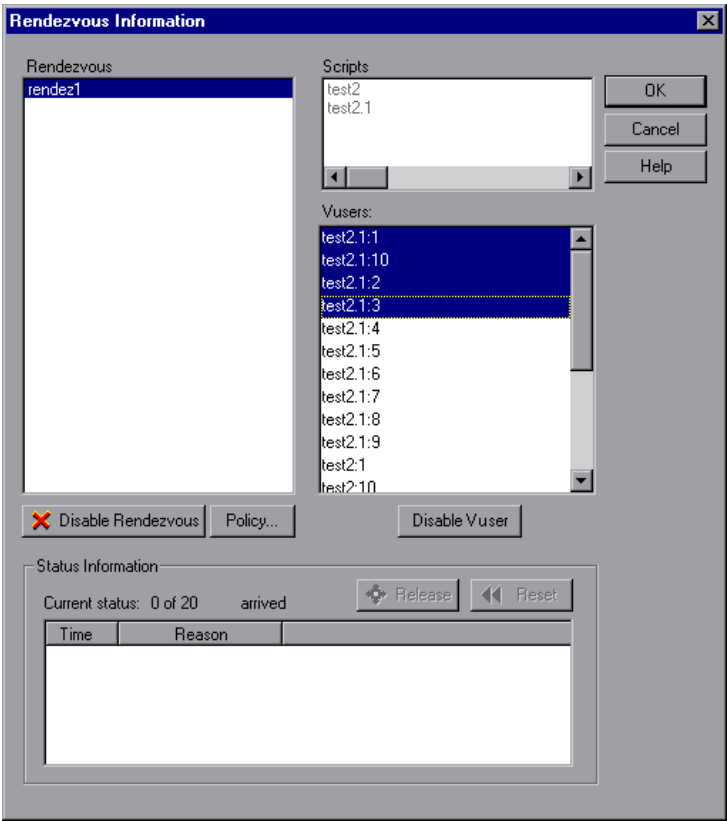 Rendezvous Information
Rendezvous
rendez1
Scripts
test2
test2.1
OK
Cancel
Help
Vusers:
test2.1:1
test2.1:10
test2.1:2
test2.1:3
test2.1:4
test2.1:5
test2.1:6
test2.1:7
test2.1:8
test2.1:9
test2:1
test2:10
Disable Rendezvous
Policy...
Disable Vuser
Status Information
Current status: 0 of 20 arrived
Release
Reset
Time Reason